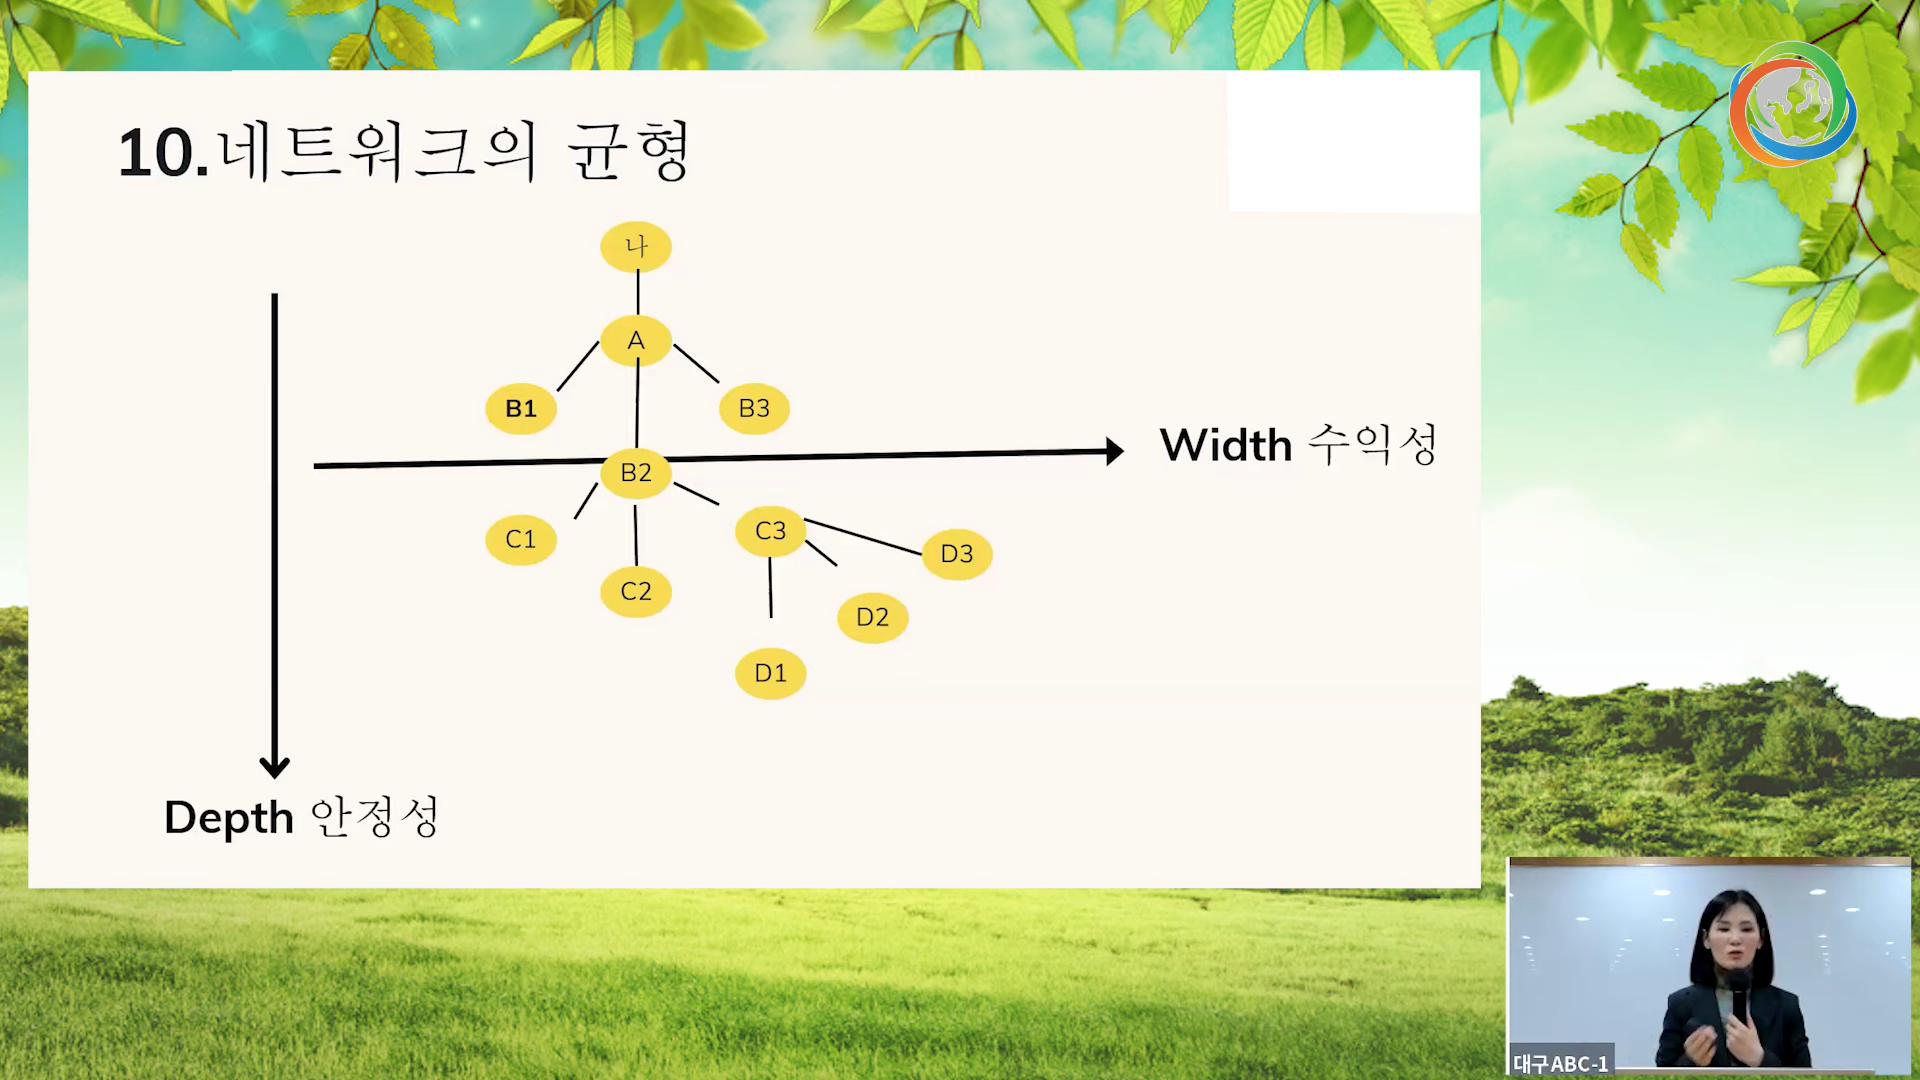 10.네트워크의 균형
나
A
B1
B3
Width 수익성
B2
C1
C3
D3
C2
D2
D1
Depth 안정성
대구ABC-1